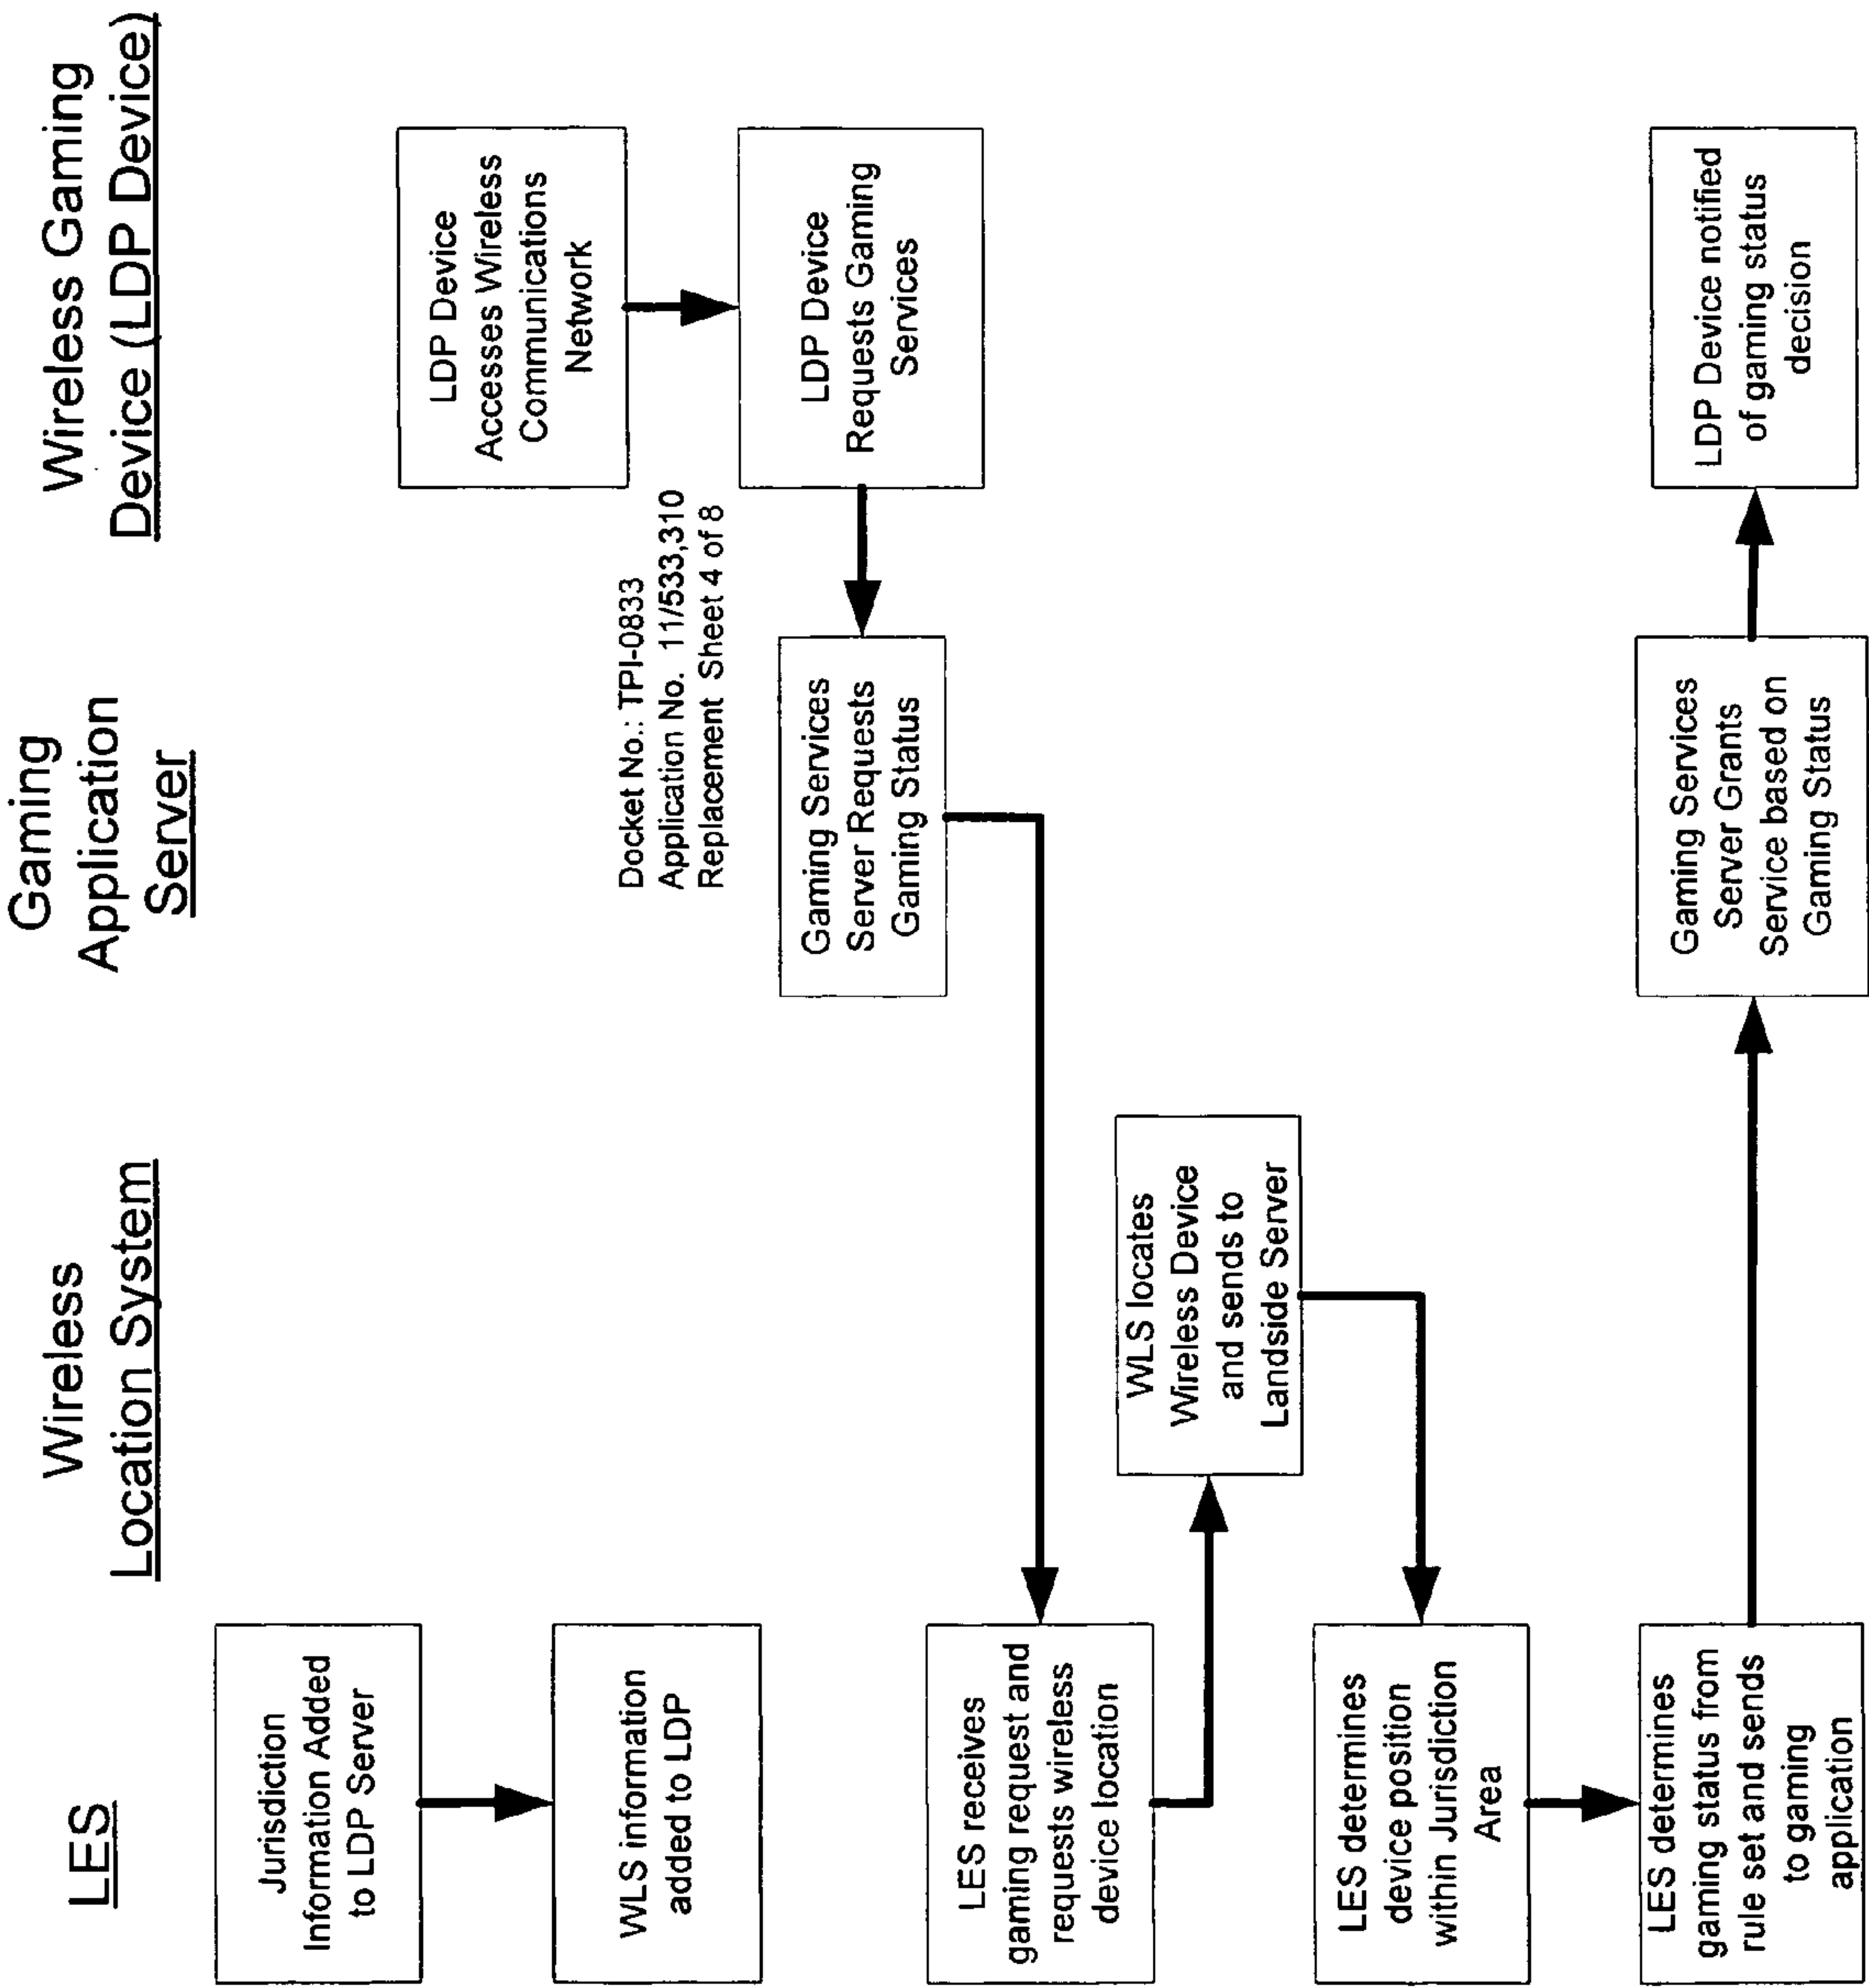 LES
Wireless
Location System
Gaming
Application
Server
Wireless Gaming
Device (LDP Device)
Jurisdiction
Information Added
to LDP Server
WLS information
added to LDP
LDP Device
Accesses Wireless
Communications
Network
LDP Device
Requests Gaming
Services
Docket No.: TPI-0833
Application No. 11/533,310
Replacement Sheet 4 of 8
Gaming Services
Server Requests
Gaming Status
LES receives
gaming request and
requests wireless
device location
WLS locates
Wireless Device
and sends to
Landside Server
LES determines
device position
within Jurisdiction
Area
LES determines
gaming status from
rule set and sends
to gaming
application
Gaming Services
Server Grants
Service based on
Gaming Status
LDP Device notified
of gaming status
decision